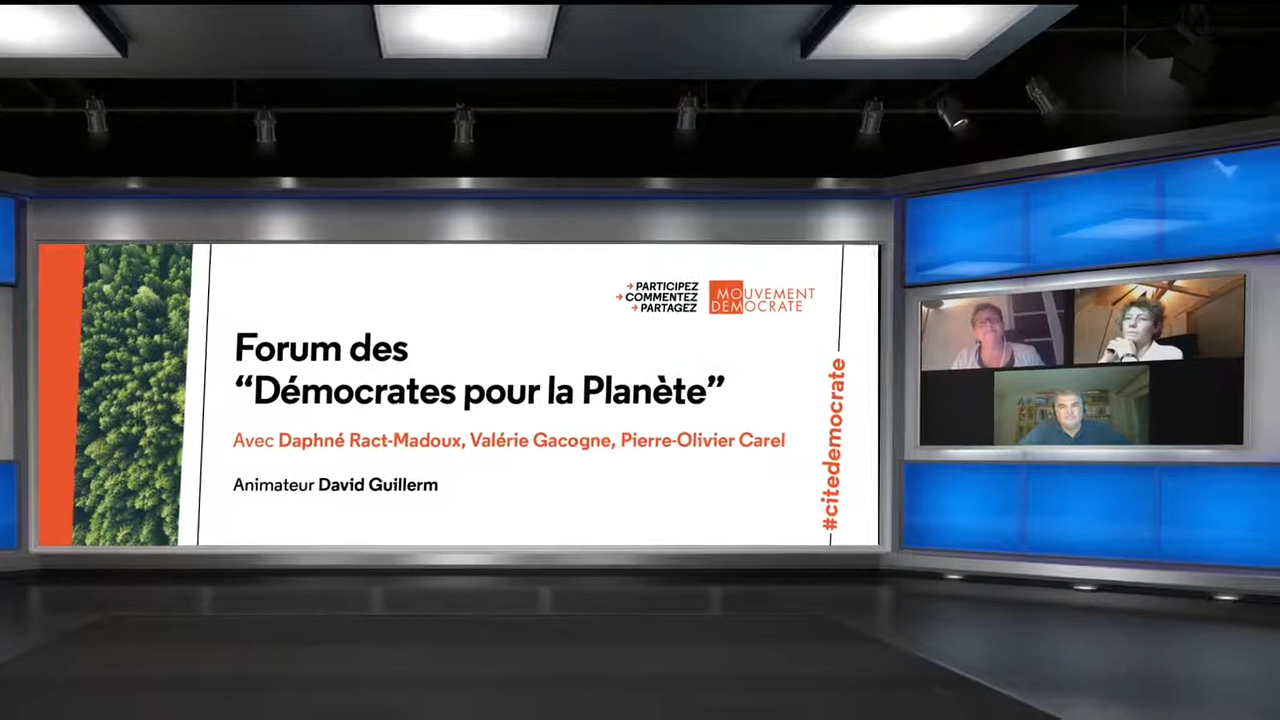 →PARTICIPEZ
→COMMENTEZ
→PARTAGEZ
MOUVEMENT
DEMOCRATE
Forum des
“Démocrates pour la Planète”
Avec Daphné Ract-Madoux, Valérie Gacogne, Pierre-Olivier Carel
Animateur David Guillerm
#citedemocrate